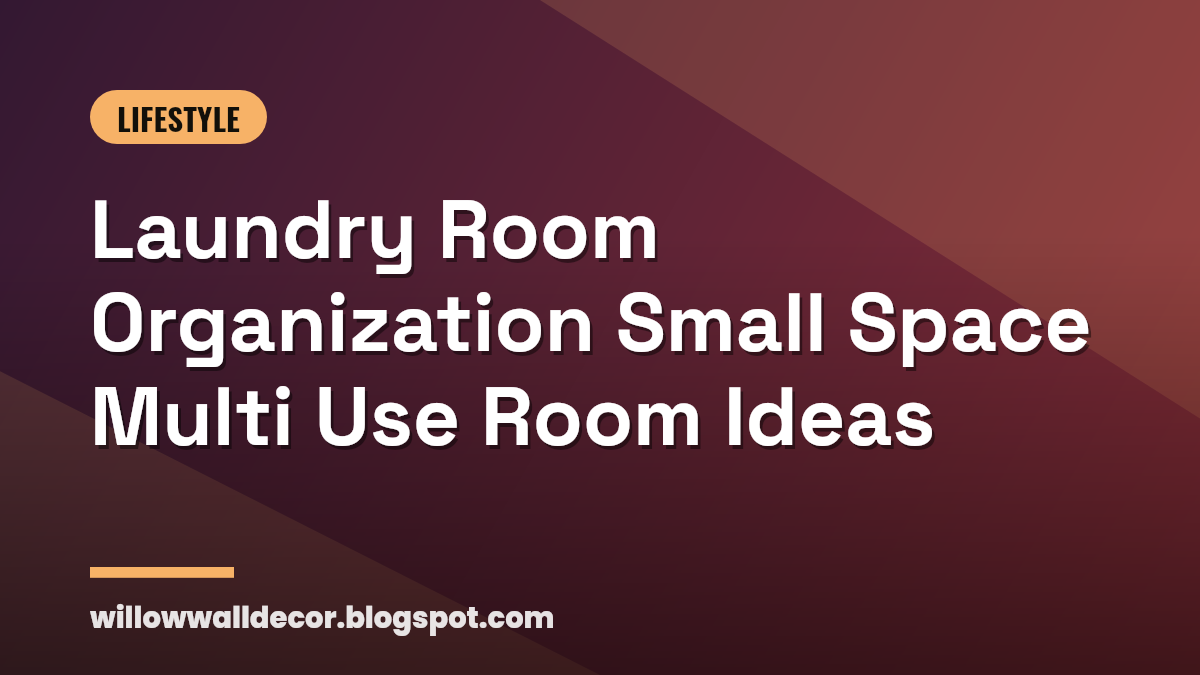 LIFESTYLE
Laundry Room
Organization Small Space
Multi Use Room Ideas
willowwalldecor.blogspot.com